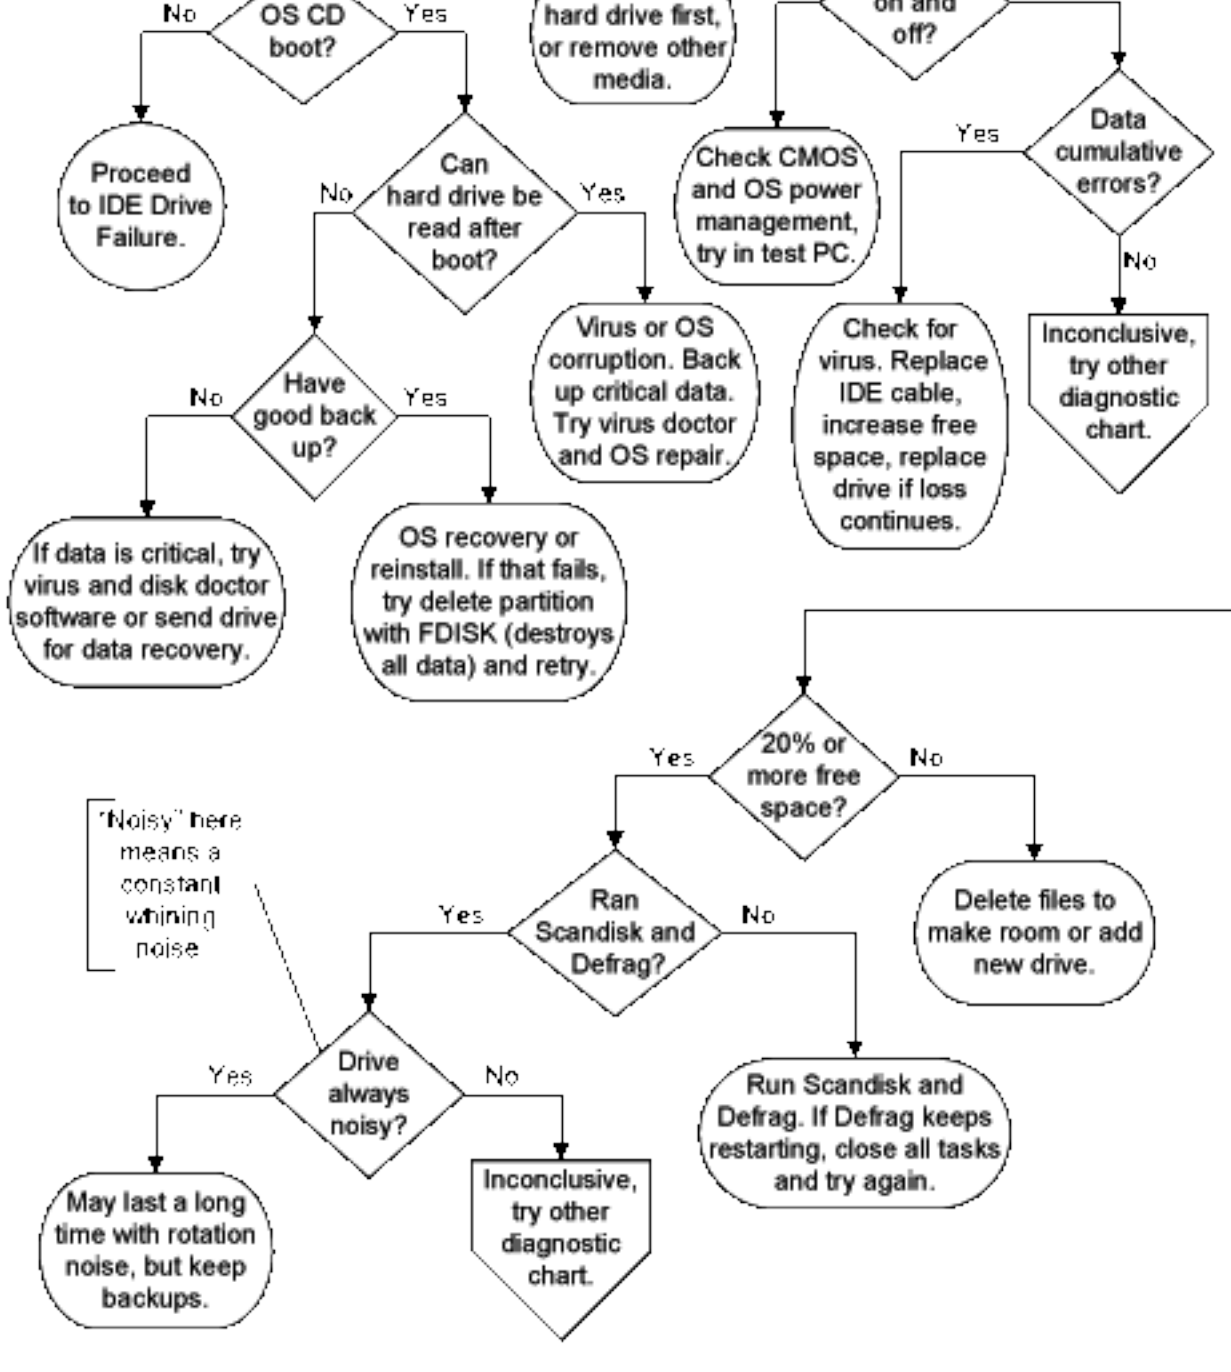 No
OS CD
boot?
Yes
hard drive first,
or remove other
media.
on and
off?
Proceed
to IDE Drive
Failure.
No
Can
hard drive be
read after
boot?
Yes
Check CMOS
and OS power
management,
try in test PC.
Yes
Data
cumulative
errors?
No
Virus or OS
corruption. Back
up critical data.
Try virus doctor
and OS repair.
Check for
virus. Replace
IDE cable,
increase free
space, replace
drive if loss
continues.
Inconclusive,
try other
diagnostic
chart.
No
Have
good back
up?
Yes
If data is critical, try
virus and disk doctor
software or send drive
for data recovery.
OS recovery or
reinstall. If that fails,
try delete partition
with FDISK (destroys
all data) and retry.
Yes
20% or
more free
space?
No
"Noisy" here
means a
constant
whining
noise
Yes
Ran
Scandisk and
Defrag?
No
Delete files to
make room or add
new drive.
Yes
Drive
always
noisy?
No
Run Scandisk and
Defrag. If Defrag keeps
restarting, close all tasks
and try again.
May last a long
time with rotation
noise, but keep
backups.
Inconclusive,
try other
diagnostic
chart.